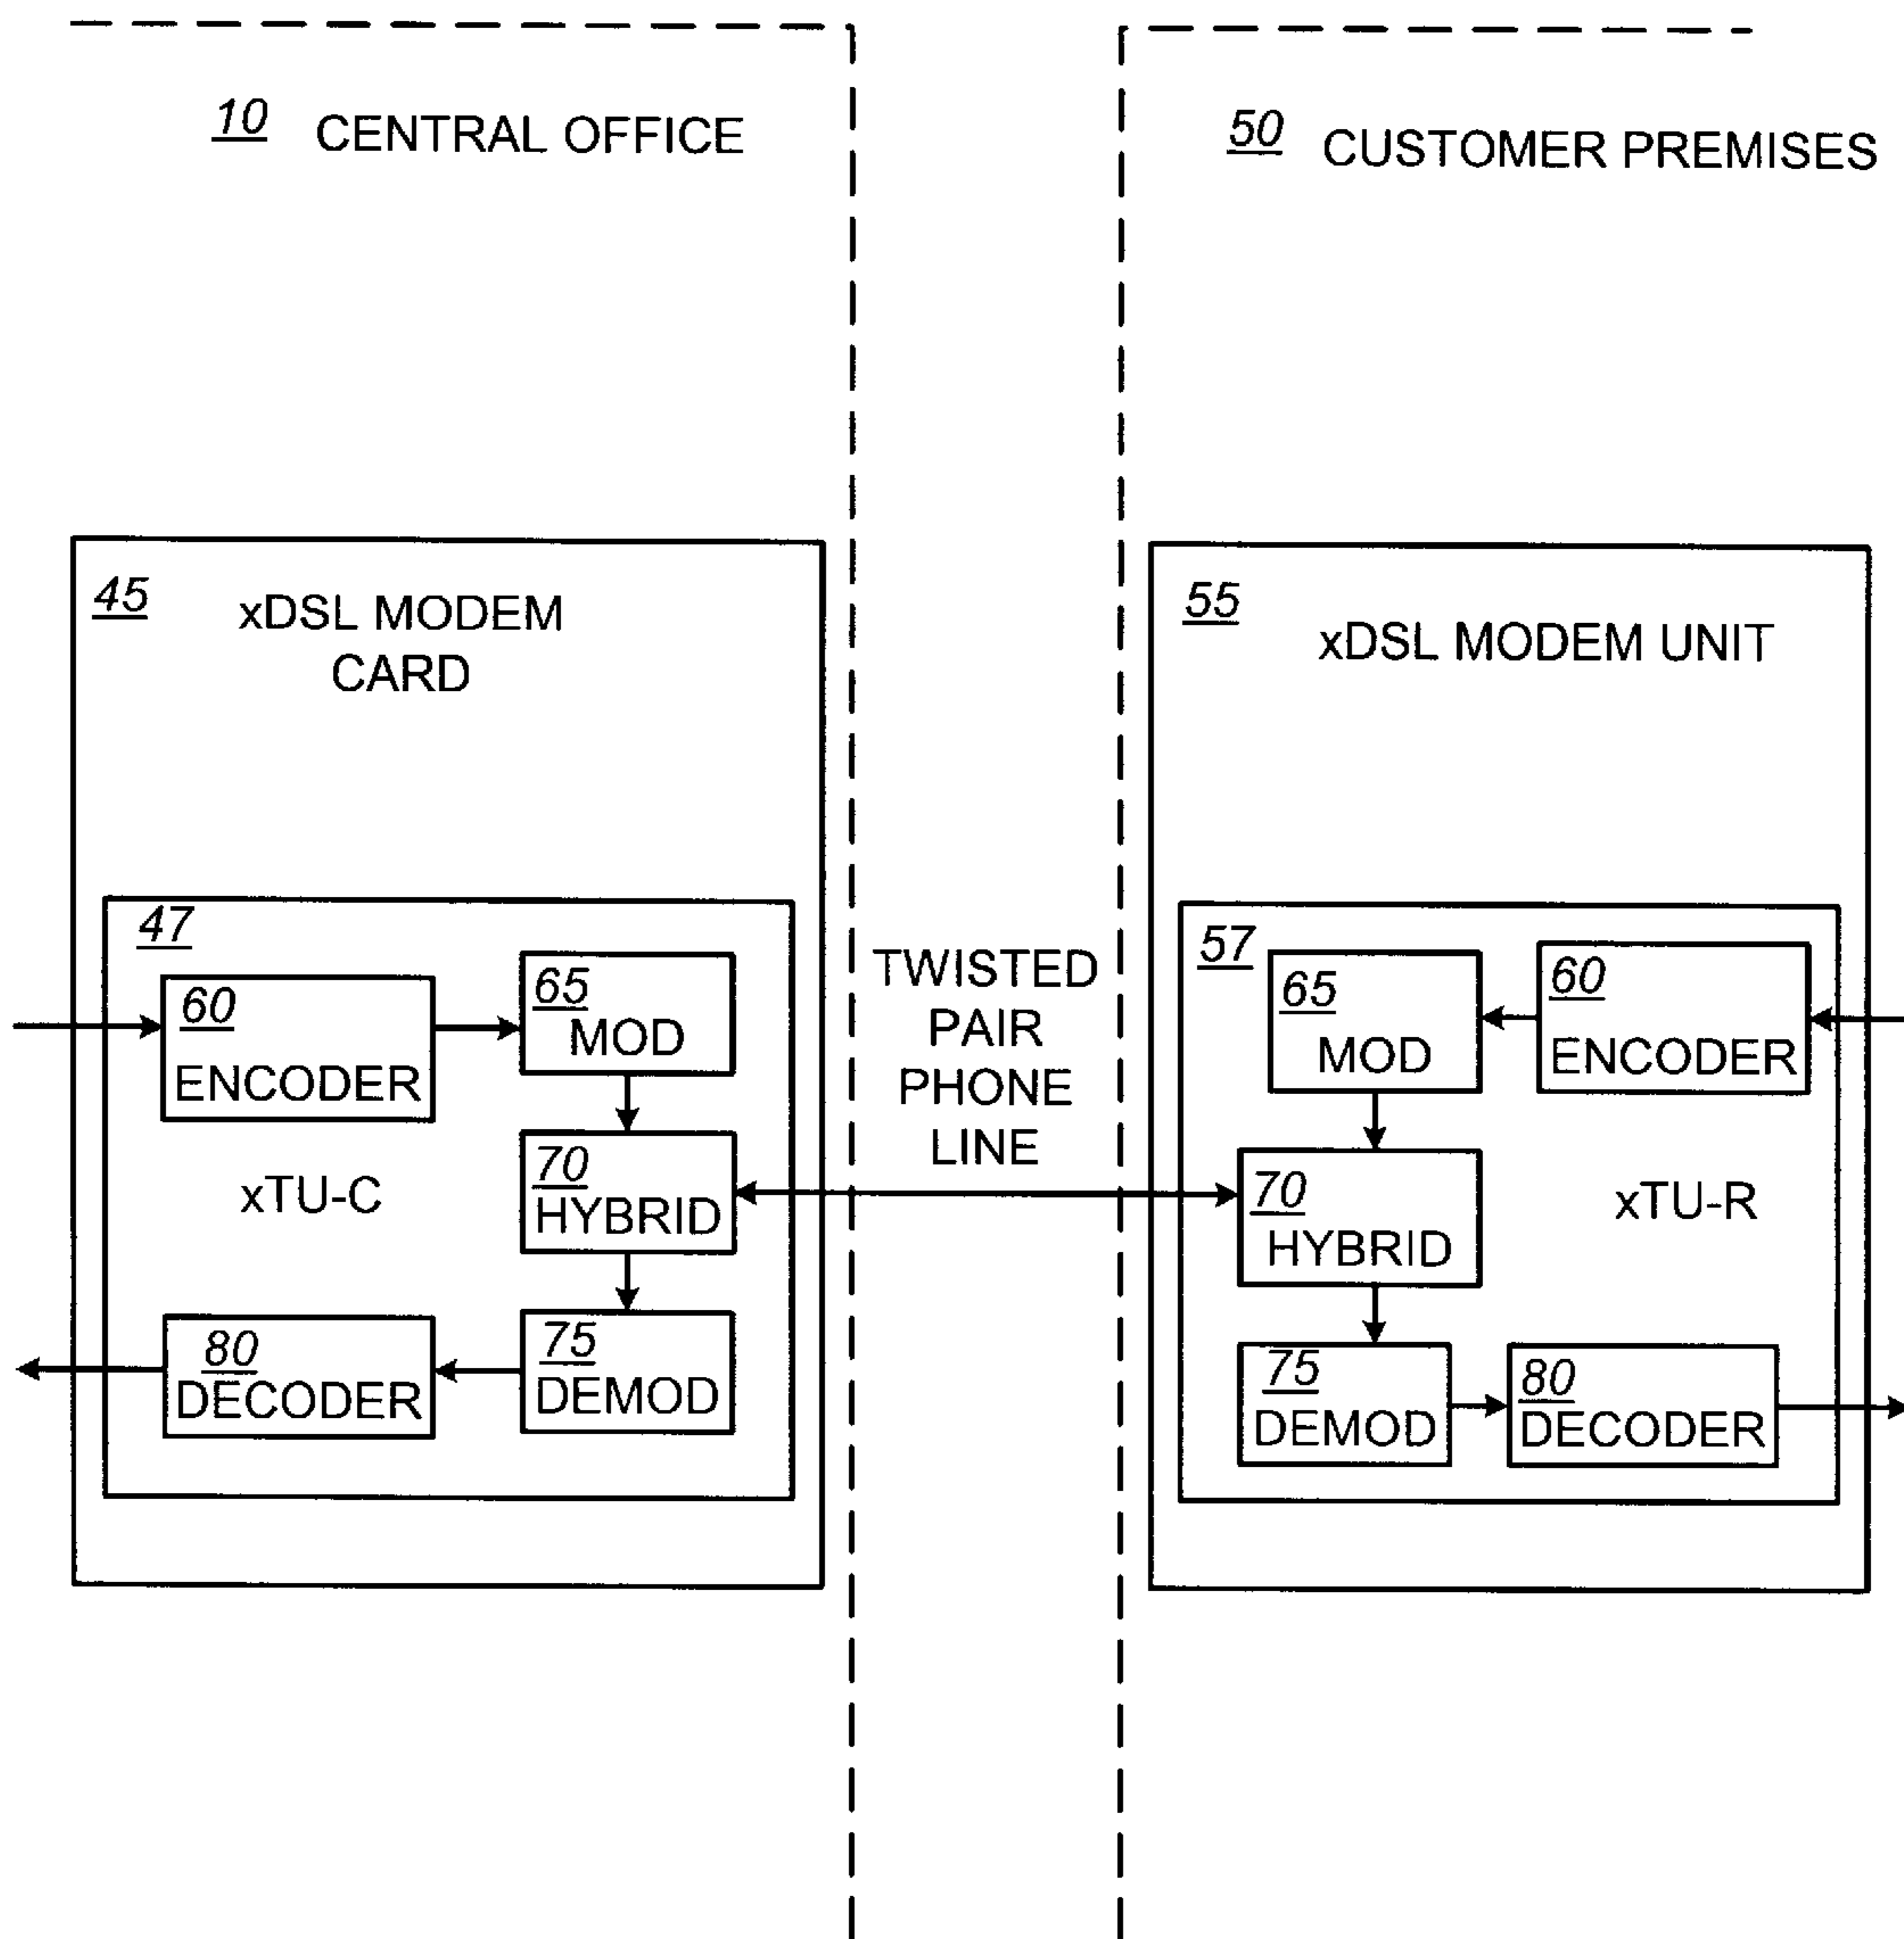 10 CENTRAL OFFICE
50 CUSTOMER PREMISES
45 xDSL MODEM
CARD
55
xDSL MODEM UNIT
47
60
ENCODER
65
MOD
70
HYBRID
xTU-C
75
DEMOD
80
DECODER
TWISTED
PAIR
PHONE
LINE
57
65
MOD
60
ENCODER
70
HYBRID
xTU-R
75
DEMOD
80
DECODER